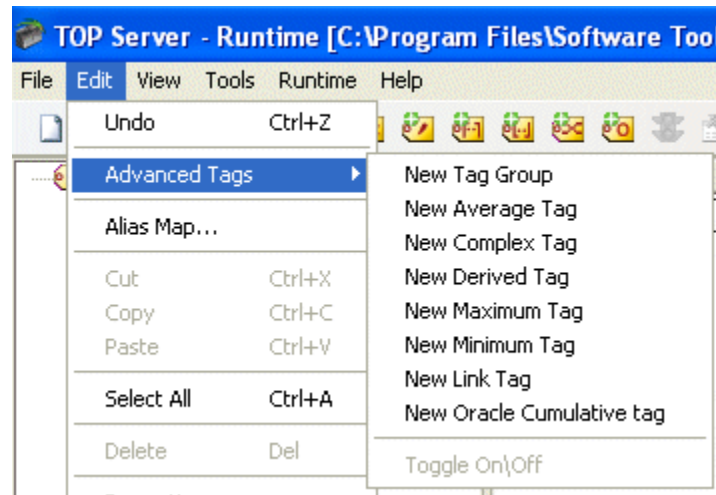 TOP Server - Runtime [C:\Program Files\Software Too
File Edit View Tools Runtime Help
Undo Ctrl+Z
Advanced Tags
Alias Map...
Cut Ctrl+X
Copy Ctrl+C
Paste Ctrl+V
Select All Ctrl+A
Delete Del
New Tag Group
New Average Tag
New Complex Tag
New Derived Tag
New Maximum Tag
New Minimum Tag
New Link Tag
New Oracle Cumulative tag
Toggle On\Off